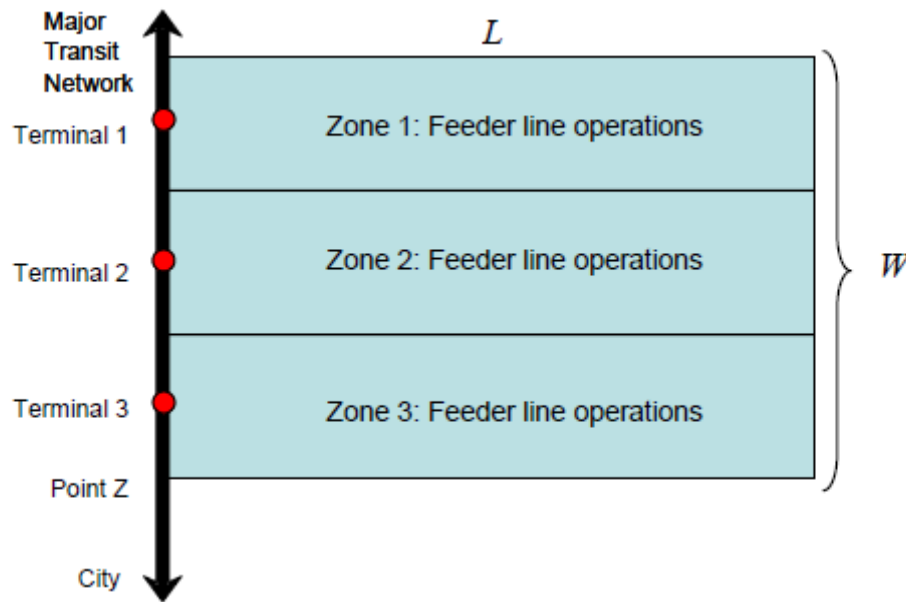 Major
Transit
Network
L
Terminal 1
Zone 1: Feeder line operations
Terminal 2
Zone 2: Feeder line operations
W
Terminal 3
Zone 3: Feeder line operations
Point Z
City